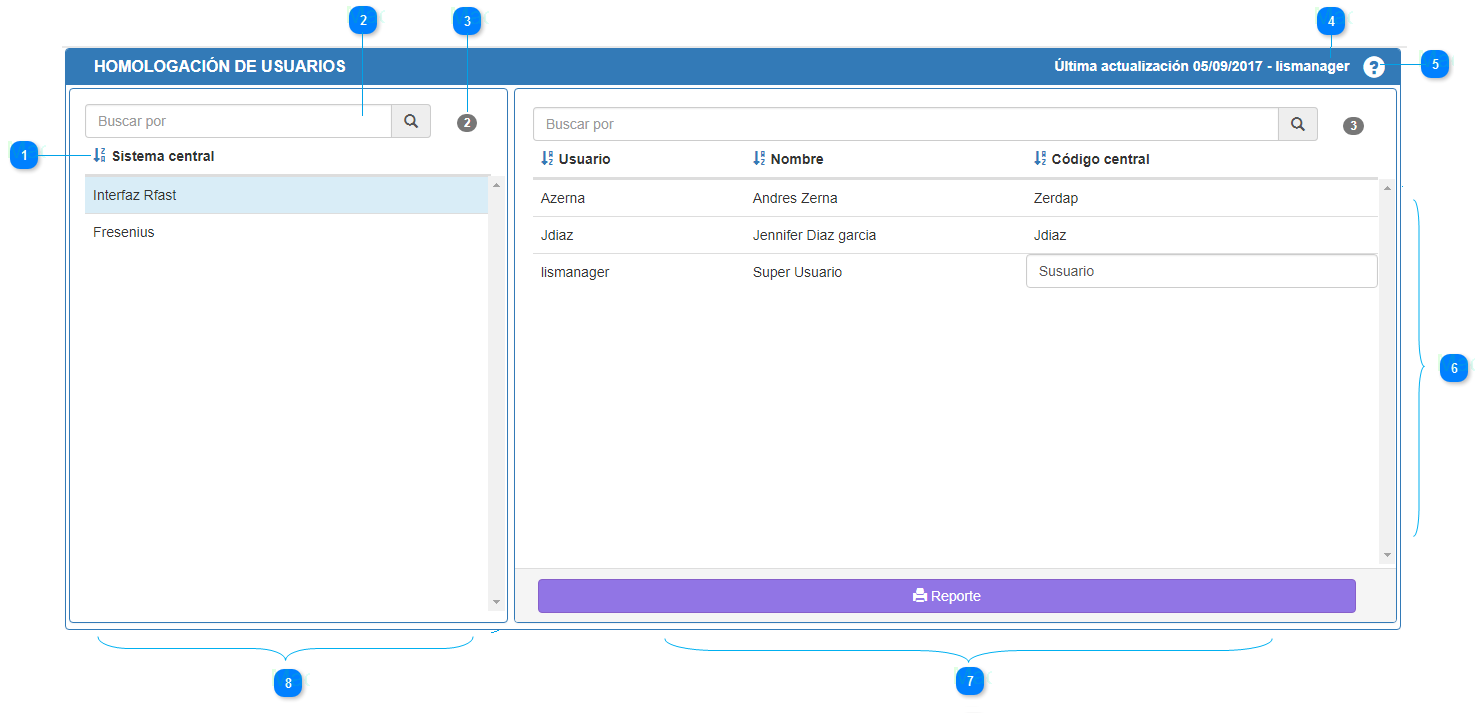 2
3
4
HOMOLOGACIÓN DE USUARIOS
Última actualización 05/09/2017 - lismanager
?
5
Buscar por
2
Buscar por
3
1
Sistema central
Usuario Nombre Código central
Interfaz Rfast
Azerna Andres Zerna Zerdap
Fresenius
Jdiaz Jennifer Diaz garcia Jdiaz
lismanager Super Usuario Susuario
6
Reporte
8
7